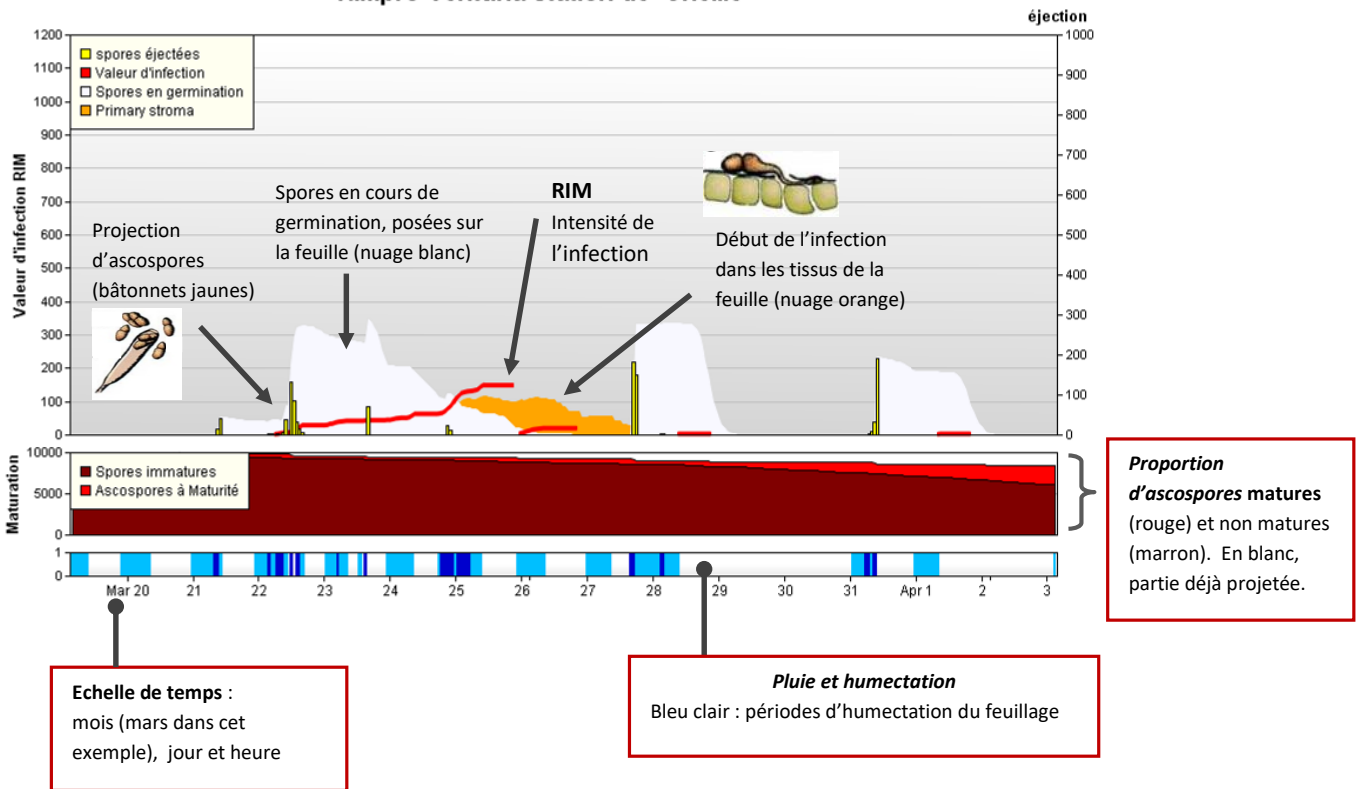 éjection
1200
1100
1000
900
800
700
600
500
400
300
200
100
0
Valeur d'infection RIM
spores éjectées
Valeur d'infection
Spores en germination
Primary stroma
1000
900
800
700
600
500
400
300
200
100
0
Projection
d'ascospores
(bâtonnets jaunes)
Spores en cours de
germination, posées sur
la feuille (nuage blanc)
RIM
Intensité de
l'infection
Début de l'infection
dans les tissus de la
feuille (nuage orange)
Maturation
10000
5000
0
Spores immatures
Ascospores à Maturité
1
0
Mar 20 21 22 23 24 25 26 27 28 29 30 31 Apr 1 2 3
Proportion
d'ascospores matures
(rouge) et non matures
(marron). En blanc,
partie déjà projetée.
Echelle de temps :
mois (mars dans cet
exemple), jour et heure
Pluie et humectation
Bleu clair : périodes d'humectation du feuillage